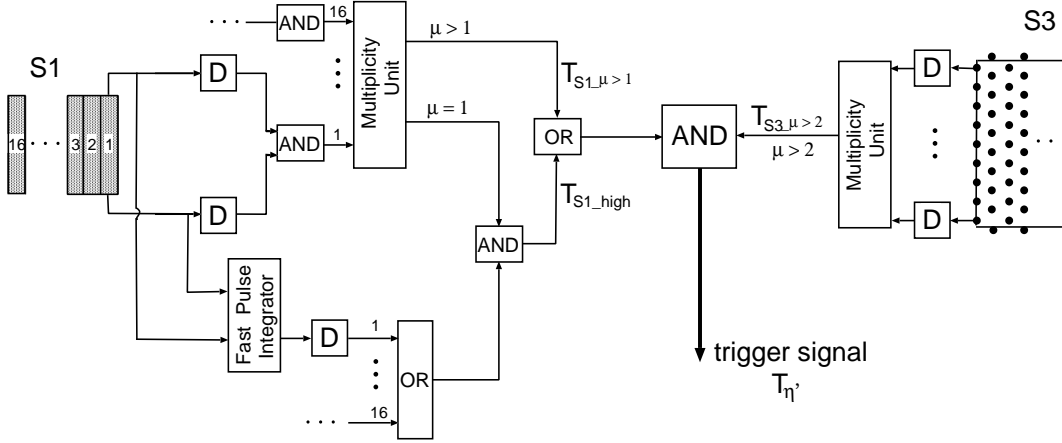 S1
16
3
2
1
D
D
AND
16
AND
1
Multiplicity
Unit
μ > 1
μ = 1
T_S1_μ > 1
OR
T_S1_high
AND
Fast Pulse
Integrator
D
1
16
OR
AND
trigger signal
T_η'
T_S3_μ > 2
μ > 2
Multiplicity
Unit
D
D
S3